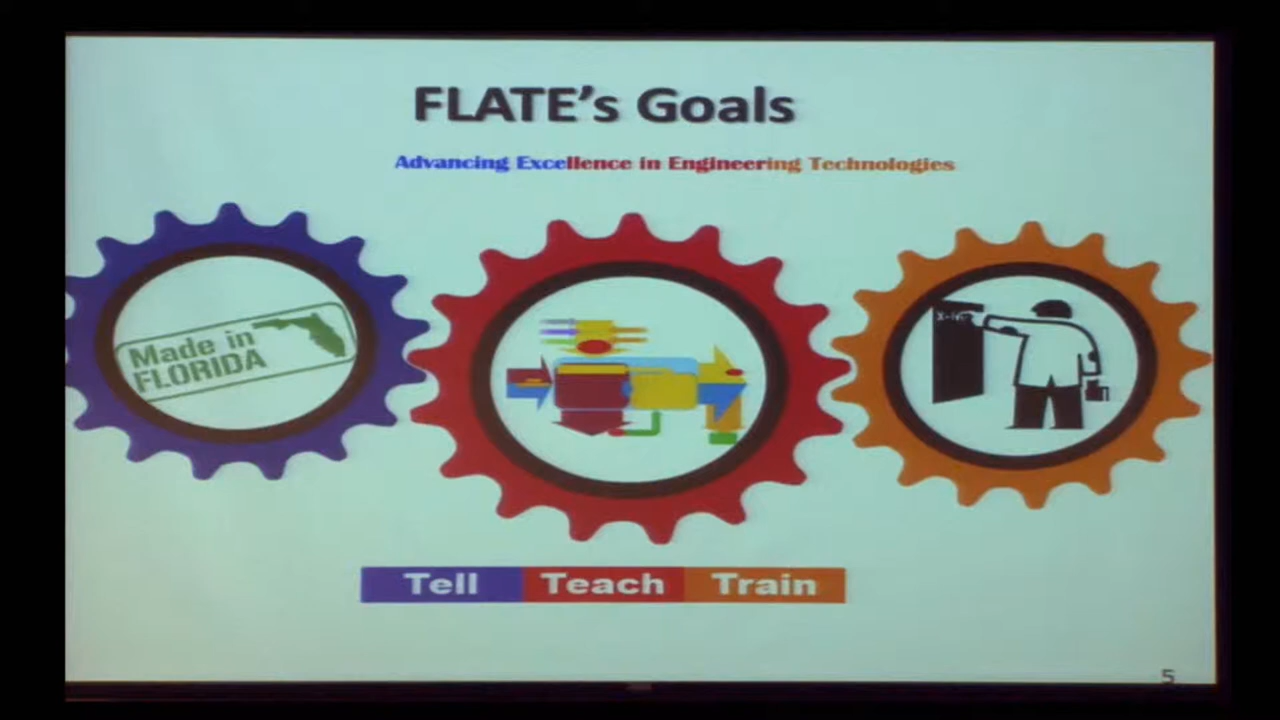 FLATE's Goals
Advancing Excellence in Engineering Technologies
Made in
FLORIDA
Tell Teach Train
5